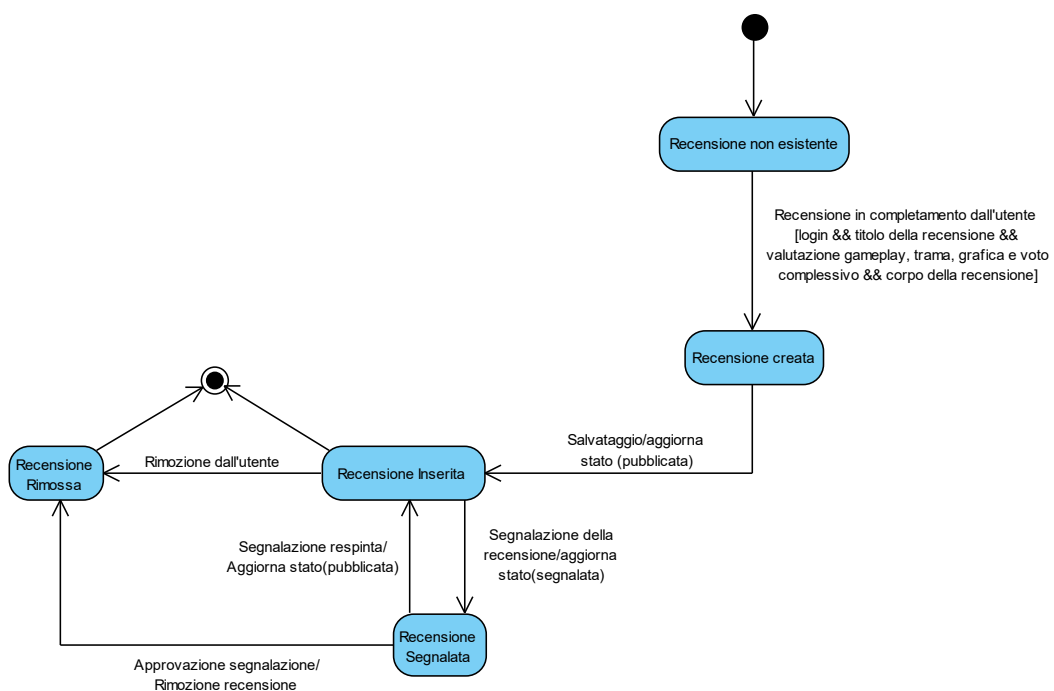 Recensione non esistente
Recensione in completamento dall'utente
[login && titolo della recensione &&
valutazione gameplay, trama, grafica e voto
complessivo && corpo della recensione]
Recensione creata
Salvataggio/aggiorna
stato (pubblicata)
Recensione Inserita
Rimozione dall'utente
Recensione
Rimossa
Segnalazione respinta/
Aggiorna stato(pubblicata)
Segnalazione della
recensione/aggiorna
stato(segnalata)
Recensione
Segnalata
Approvazione segnalazione/
Rimozione recensione